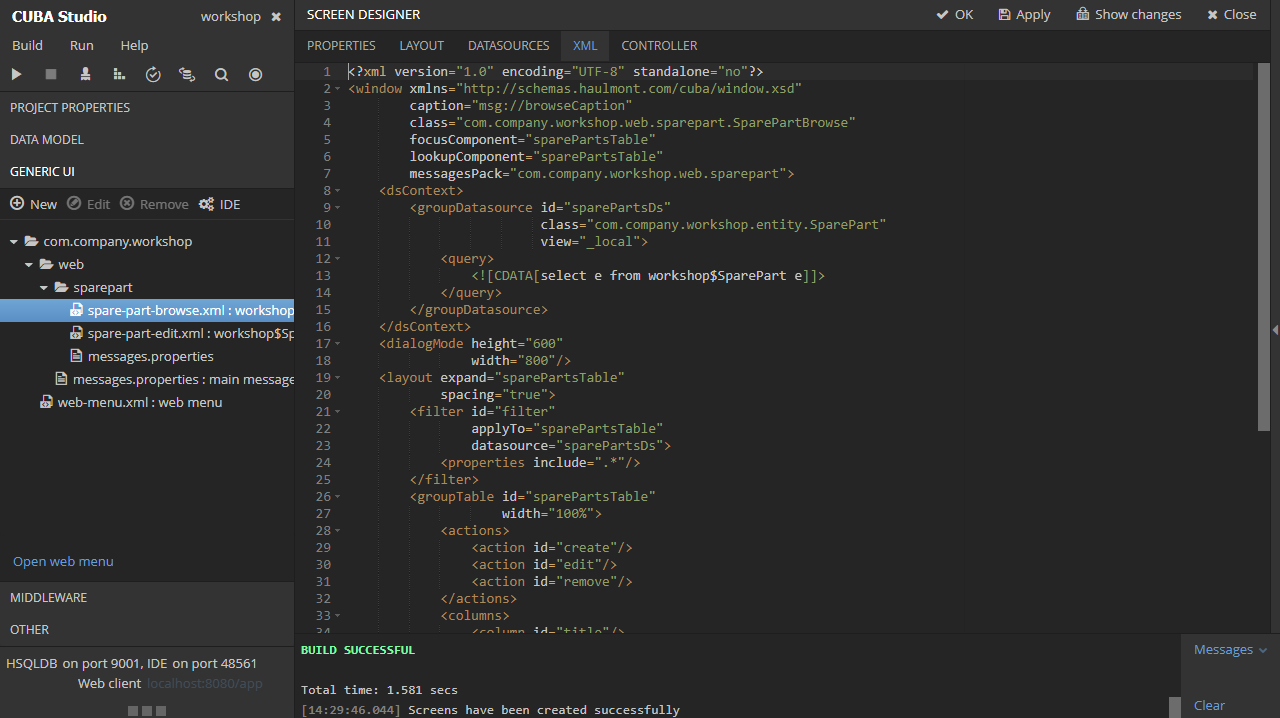 CUBA Studio
workshop
Build Run Help
PROJECT PROPERTIES
DATA MODEL
GENERIC UI
New Edit Remove IDE
com.company.workshop
web
sparepart
spare-part-browse.xml : workshop
spare-part-edit.xml : workshop$Sp
messages.properties
messages.properties : main message
web-menu.xml : web menu
Open web menu
MIDDLEWARE
OTHER
HSQLDB on port 9001, IDE on port 48561
Web client localhost:8080/app
SCREEN DESIGNER
OK Apply Show changes Close
PROPERTIES LAYOUT DATASOURCES XML CONTROLLER
1 <?xml version="1.0" encoding="UTF-8" standalone="no"?>
2 <window xmlns="http://schemas.haulmont.com/cuba/window.xsd"
3 caption="msg://browseCaption"
4 class="com.company.workshop.web.sparepart.SparePartBrowse"
5 focusComponent="sparePartsTable"
6 lookupComponent="sparePartsTable"
7 messagesPack="com.company.workshop.web.sparepart">
8 <dsContext>
9 <groupDatasource id="sparePartsDs"
10 class="com.company.workshop.entity.SparePart"
11 view="_local">
12 <query>
13 <![CDATA[select e from workshop$SparePart e]]>
14 </query>
15 </groupDatasource>
16 </dsContext>
17 <dialogMode height="600"
18 width="800"/>
19 <layout expand="sparePartsTable"
20 spacing="true">
21 <filter id="filter"
22 applyTo="sparePartsTable"
23 datasource="sparePartsDs">
24 <properties include=".*"/>
25 </filter>
26 <groupTable id="sparePartsTable"
27 width="100%">
28 <actions>
29 <action id="create"/>
30 <action id="edit"/>
31 <action id="remove"/>
32 </actions>
33 <columns>
34 <column id="title"/>
BUILD SUCCESSFUL
Total time: 1.581 secs
[14:29:46.044] Screens have been created successfully
Messages
Clear